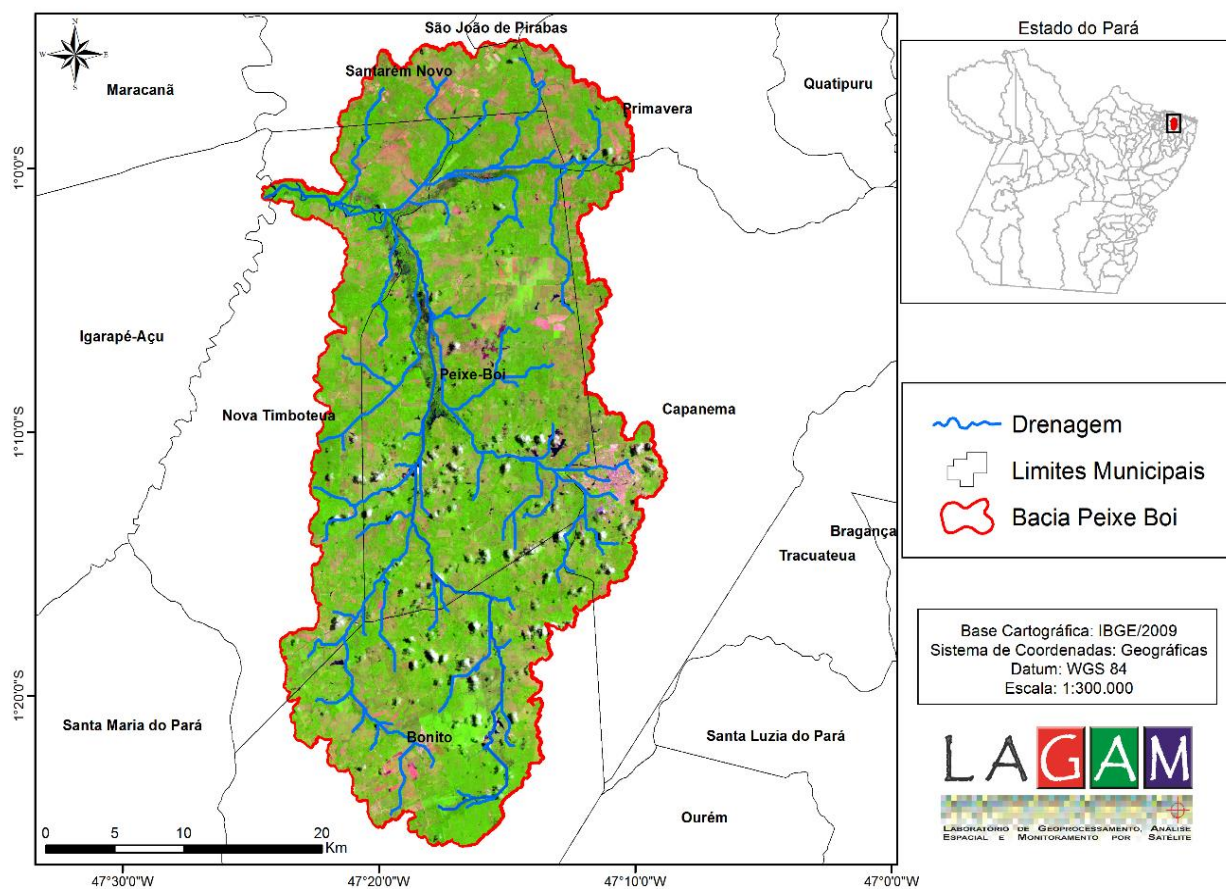 São João de Pirabas
Estado do Pará
N
W
E
S
Maracanã
Santarém Novo
Quatipuru
Primavera
1°0'0"S
Igarapé-Açu
Peixe-Boi
Nova Timboteua
Capanema
1°10'0"S
Drenagem
Limites Municipais
Bacia Peixe Boi
Bragança
Tracuateua
Base Cartográfica: IBGE/2009
Sistema de Coordenadas: Geográficas
Datum: WGS 84
Escala: 1:300.000
1°20'0"S
Santa Maria do Pará
Bonito
Santa Luzia do Pará
LAGAM
Ourém
LABORATÓRIO DE GEOPROCESSAMENTO, ANÁLISE
ESPACIAL E MONITORAMENTO POR SATÉLITE
0 5 10 20
Km
47°30'0"W 47°20'0"W 47°10'0"W 47°0'0"W